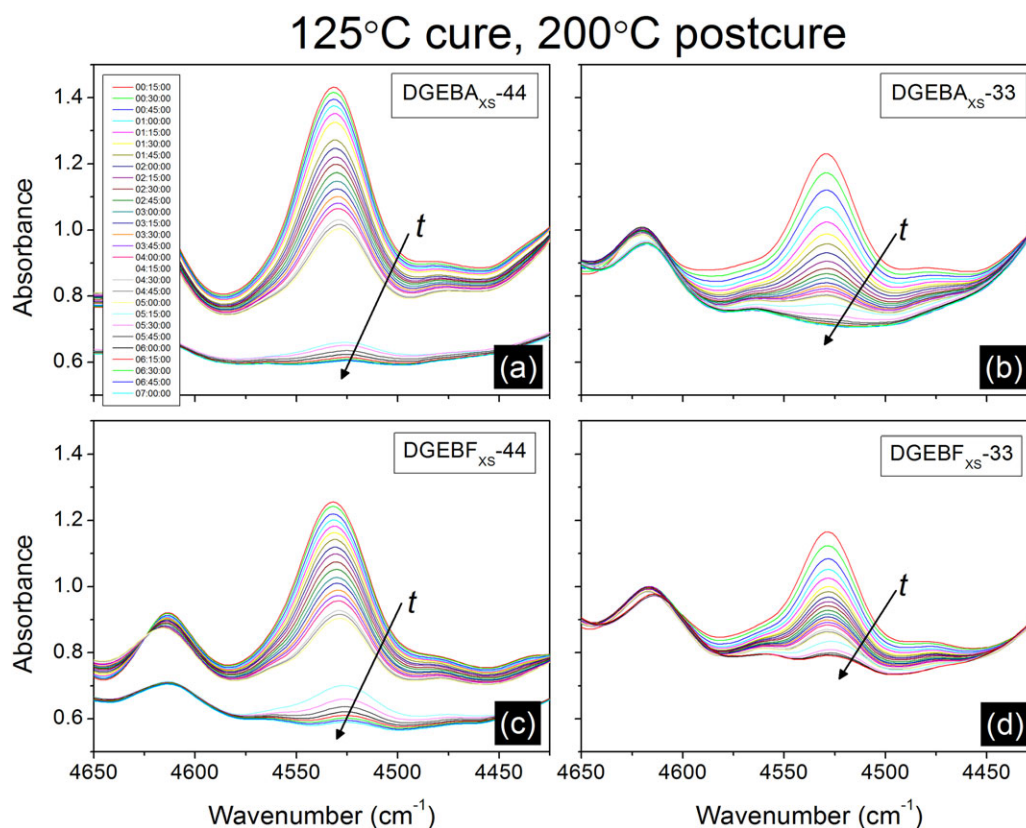 125°C cure, 200°C postcure
DGEBA_XS-44
DGEBA_XS-33
00:15:00
00:30:00
00:45:00
01:00:00
01:15:00
01:30:00
01:45:00
02:00:00
02:15:00
02:30:00
02:45:00
03:00:00
03:15:00
03:30:00
03:45:00
04:00:00
04:15:00
04:30:00
04:45:00
05:00:00
05:15:00
05:30:00
05:45:00
06:00:00
06:15:00
06:30:00
06:45:00
07:00:00
1.4
1.2
1.0
0.8
0.6
Absorbance
t
t
(a)
(b)
DGEBF_XS-44
DGEBF_XS-33
1.4
1.2
1.0
0.8
0.6
Absorbance
t
t
(c)
(d)
4650 4600 4550 4500 4450
4650 4600 4550 4500 4450
Wavenumber (cm⁻¹)
Wavenumber (cm⁻¹)